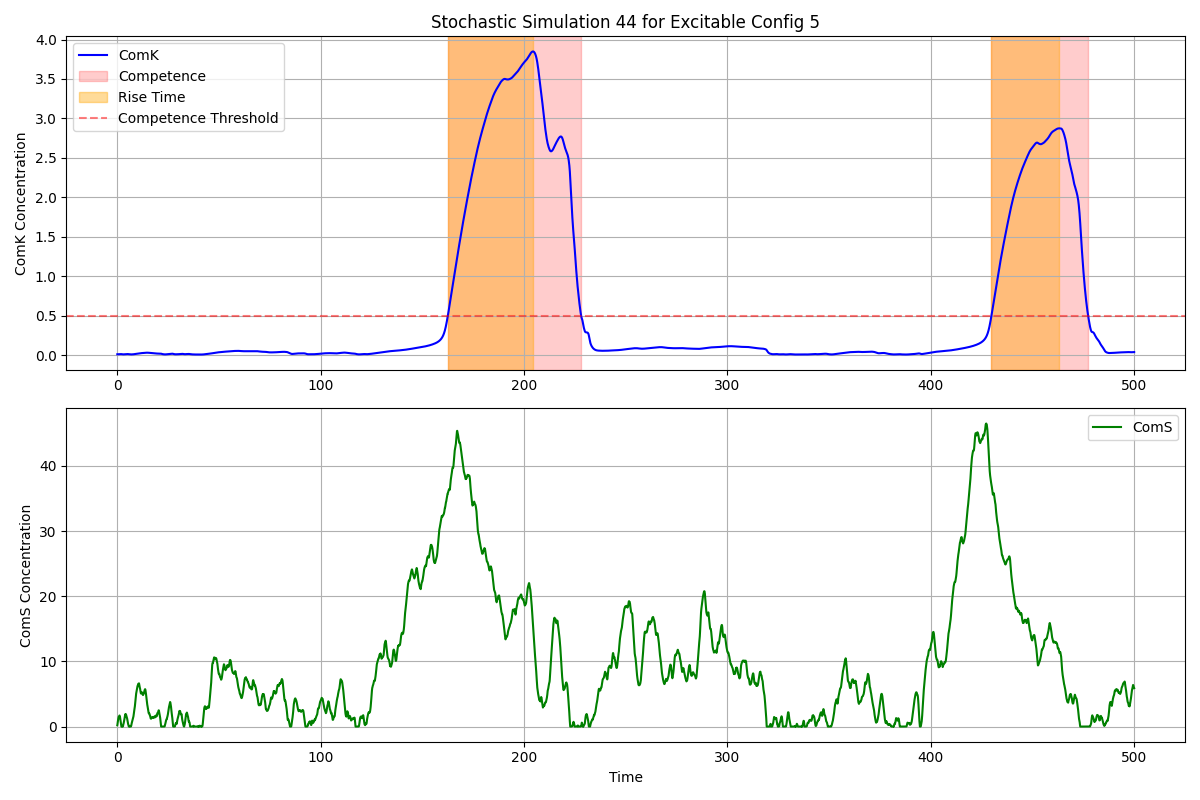 Stochastic Simulation 44 for Excitable Config 5
ComK Concentration
4.0
3.5
3.0
2.5
2.0
1.5
1.0
0.5
0.0
ComK
Competence
Rise Time
Competence Threshold
0 100 200 300 400 500
ComS Concentration
40
30
20
10
0
ComS
0 100 200 300 400 500
Time